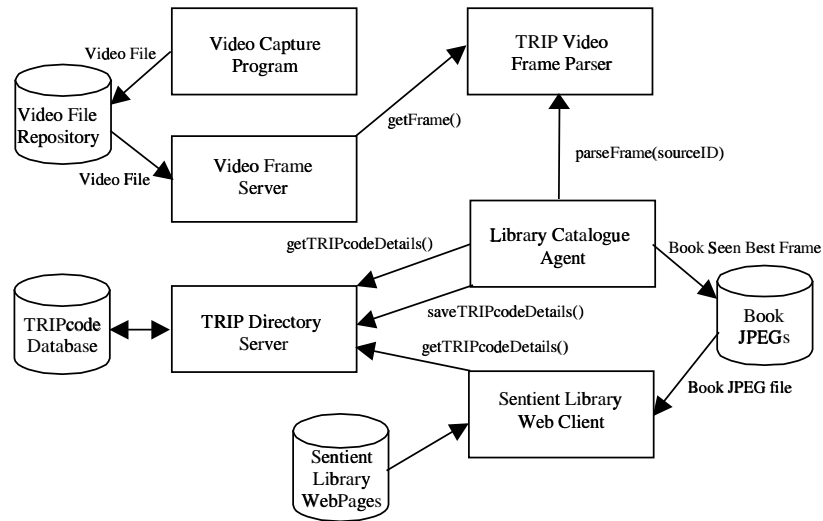 Video File
Video Capture
Program
TRIP Video
Frame Parser
Video File
Repository
getFrame()
Video File
Video Frame
Server
parseFrame(sourceID)
getTRIPcodeDetails()
Library Catalogue
Agent
Book Seen Best Frame
TRIPcode
Database
TRIP Directory
Server
saveTRIPcodeDetails()
Book
JPEGs
getTRIPcodeDetails()
Book JPEG file
Sentient Library
Web Client
Sentient
Library
WebPages